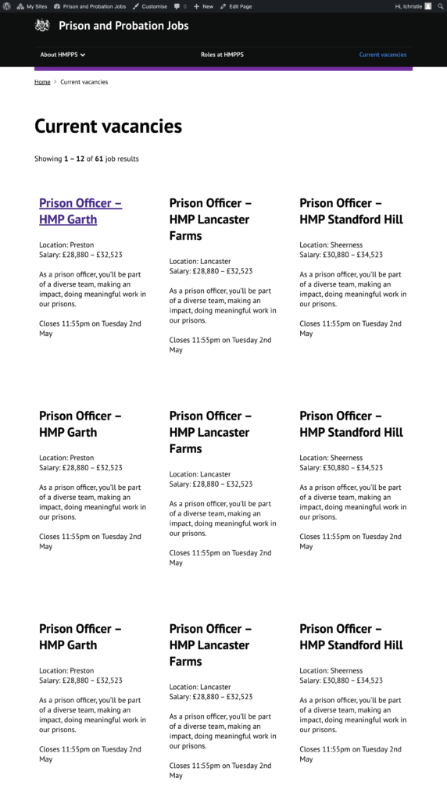 My Sites Prison and Probation Jobs Customise 5 New Edit Page Hi, lchristie
Prison and Probation Jobs
About HMPPS Roles at HMPPS Current vacancies
Home > Current vacancies
Current vacancies
Showing 1 – 12 of 61 job results
Prison Officer –
HMP Garth
Location: Preston
Salary: £28,880 – £32,523
As a prison officer, you'll be part
of a diverse team, making an
impact, doing meaningful work in
our prisons.
Closes 11:55pm on Tuesday 2nd
May
Prison Officer –
HMP Lancaster
Farms
Location: Lancaster
Salary: £28,880 – £32,523
As a prison officer, you'll be part
of a diverse team, making an
impact, doing meaningful work in
our prisons.
Closes 11:55pm on Tuesday 2nd
May
Prison Officer –
HMP Standford Hill
Location: Sheerness
Salary: £30,880 – £34,523
As a prison officer, you'll be part
of a diverse team, making an
impact, doing meaningful work in
our prisons.
Closes 11:55pm on Tuesday 2nd
May
Prison Officer –
HMP Garth
Location: Preston
Salary: £28,880 – £32,523
As a prison officer, you'll be part
of a diverse team, making an
impact, doing meaningful work in
our prisons.
Closes 11:55pm on Tuesday 2nd
May
Prison Officer –
HMP Lancaster
Farms
Location: Lancaster
Salary: £28,880 – £32,523
As a prison officer, you'll be part
of a diverse team, making an
impact, doing meaningful work in
our prisons.
Closes 11:55pm on Tuesday 2nd
May
Prison Officer –
HMP Standford Hill
Location: Sheerness
Salary: £30,880 – £34,523
As a prison officer, you'll be part
of a diverse team, making an
impact, doing meaningful work in
our prisons.
Closes 11:55pm on Tuesday 2nd
May
Prison Officer –
HMP Garth
Location: Preston
Salary: £28,880 – £32,523
As a prison officer, you'll be part
of a diverse team, making an
impact, doing meaningful work in
our prisons.
Closes 11:55pm on Tuesday 2nd
May
Prison Officer –
HMP Lancaster
Farms
Location: Lancaster
Salary: £28,880 – £32,523
As a prison officer, you'll be part
of a diverse team, making an
impact, doing meaningful work in
our prisons.
Closes 11:55pm on Tuesday 2nd
May
Prison Officer –
HMP Standford Hill
Location: Sheerness
Salary: £30,880 – £34,523
As a prison officer, you'll be part
of a diverse team, making an
impact, doing meaningful work in
our prisons.
Closes 11:55pm on Tuesday 2nd
May